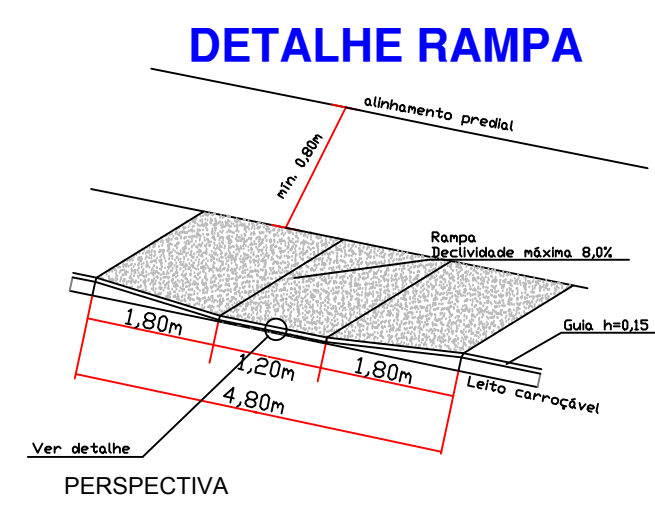 DETALHE RAMPA
alinhamento predial
mín. 0,80m
Rampa
Declividade máxima 8,0%
Guia h=0,15
1,80m
1,20m
1,80m
4,80m
Leito carroçável
Ver detalhe
PERSPECTIVA